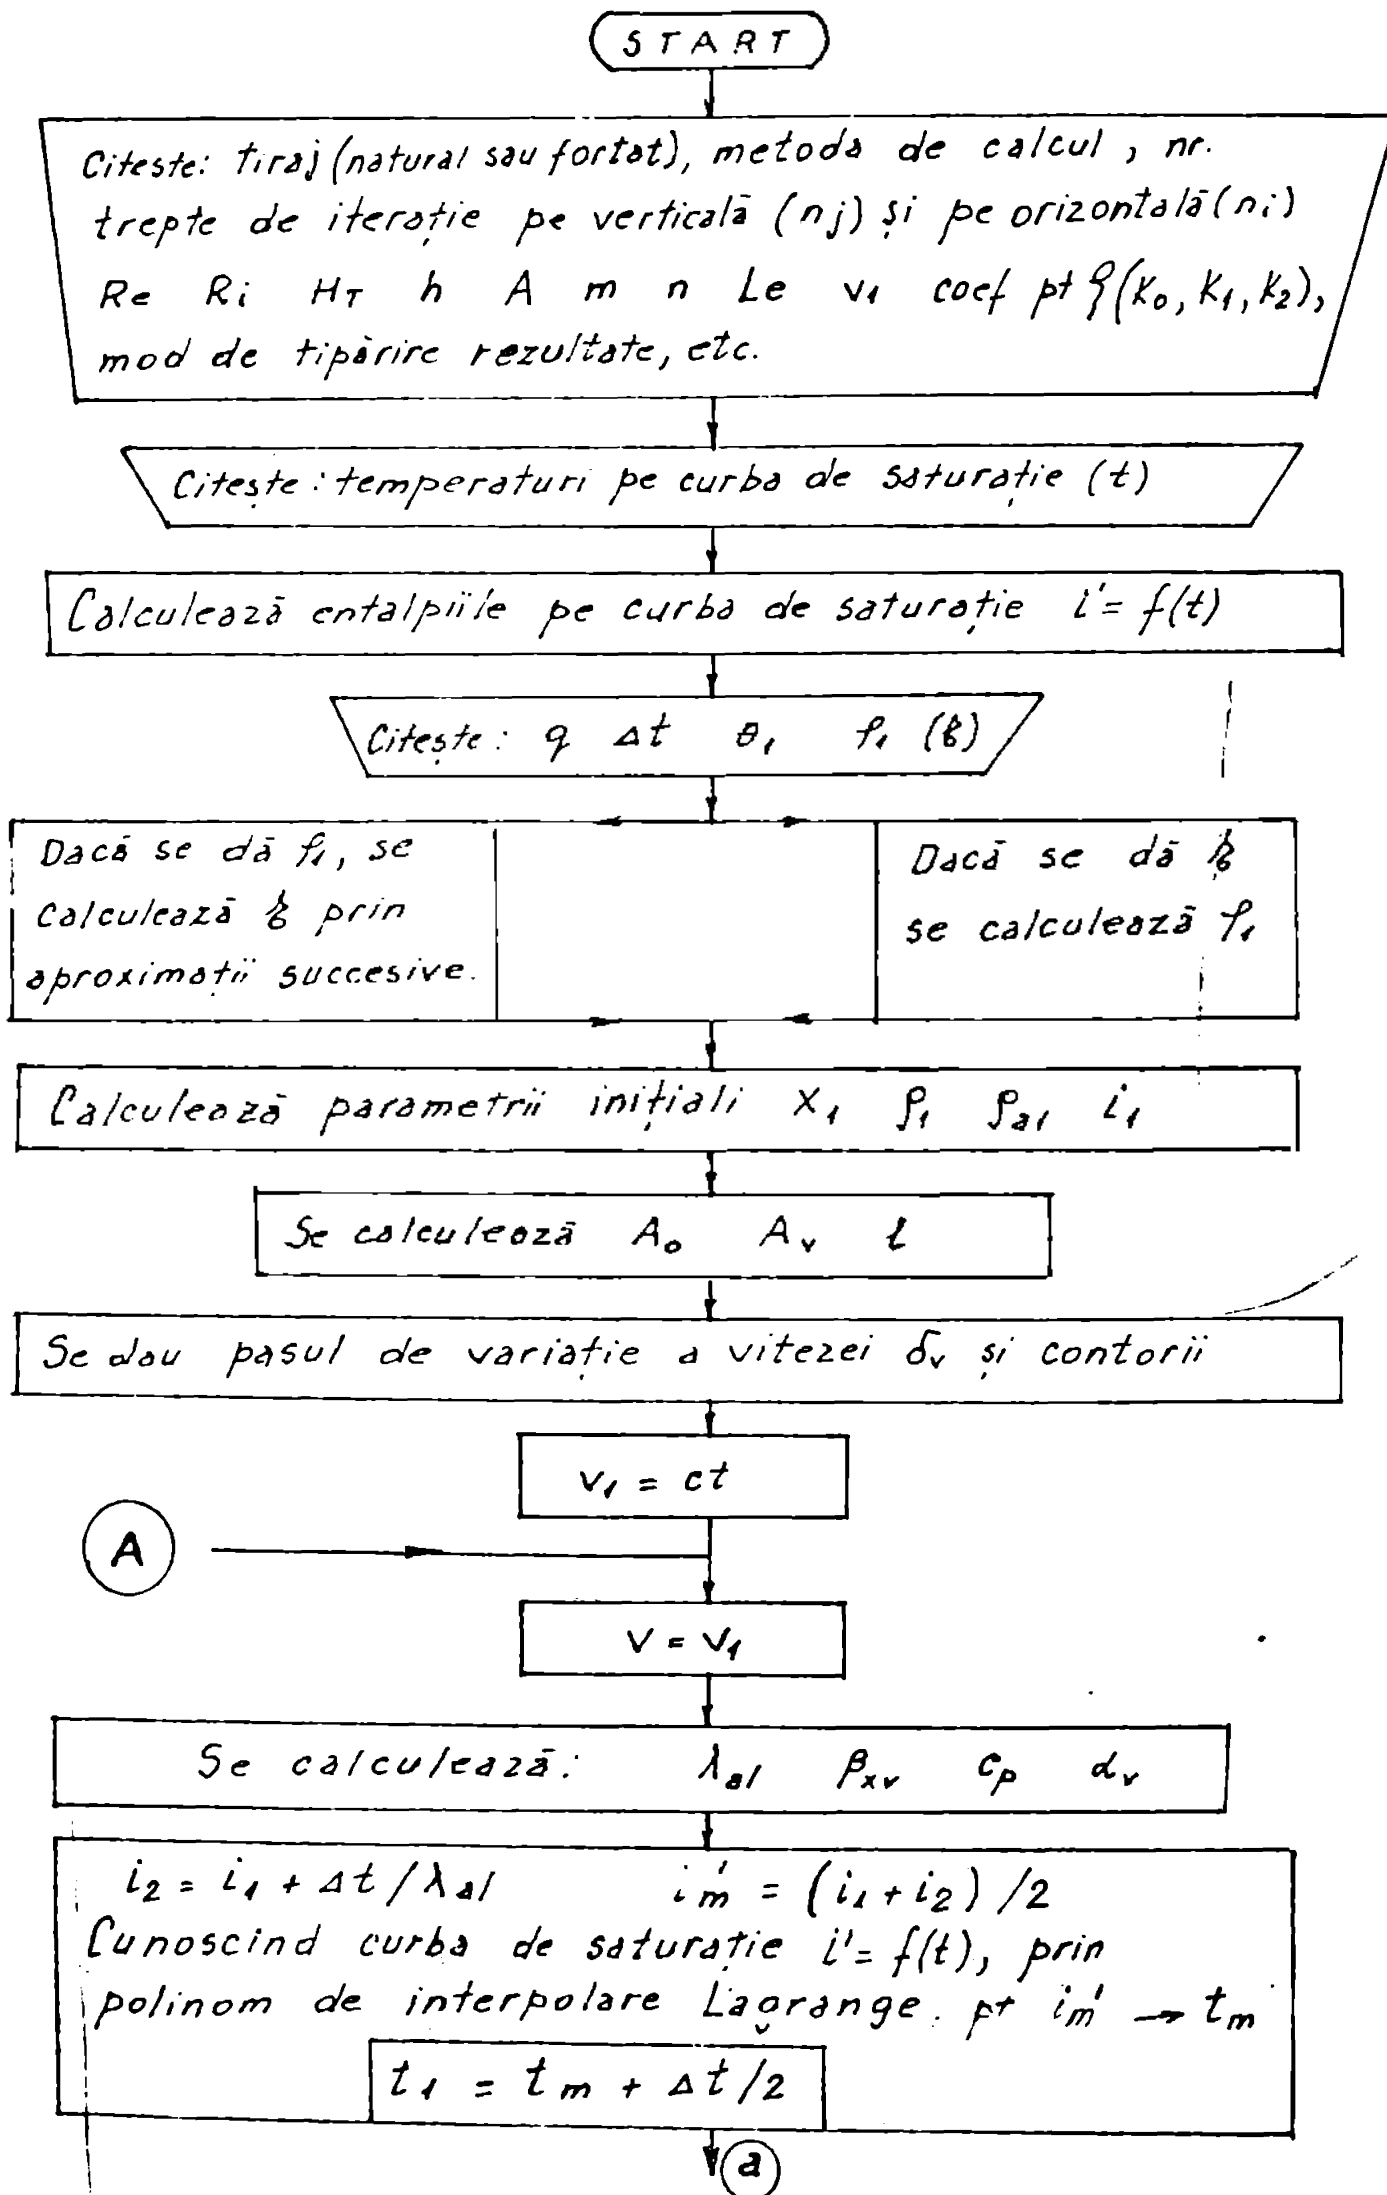 START
Citeste: tiraj (natural sau fortat), metoda de calcul, nr.
trepte de iterație pe verticală (nj) și pe orizontală (ni)
Re Ri HT h A m n Le v₁ coef pt ξ(K₀, K₁, K₂),
mod de tipărire rezultate, etc.
Citește: temperaturi pe curba de saturație (t)
Calculează entalpiile pe curba de saturație i' = f(t)
Citește: q Δt θ₁ φ₁ (ξ)
Dacă se dă φ₁, se
calculează ξ prin
aproximații succesive.
Dacă se dă ξ
se calculează φ₁
Calculează parametrii inițiali x₁ ρ₁ ρa1 i₁
Se calculează A₀ Av l
Se dau pasul de variație a vitezei δv și contorii
v₁ = ct
A
v = v₁
Se calculează: λal βxv cp αv
i₂ = i₁ + Δt / λal i'm = (i₁ + i₂) / 2
Cunoscind curba de saturație i' = f(t), prin
polinom de interpolare Lagrange. pt i'm → tm
t₁ = tm + Δt/2
a